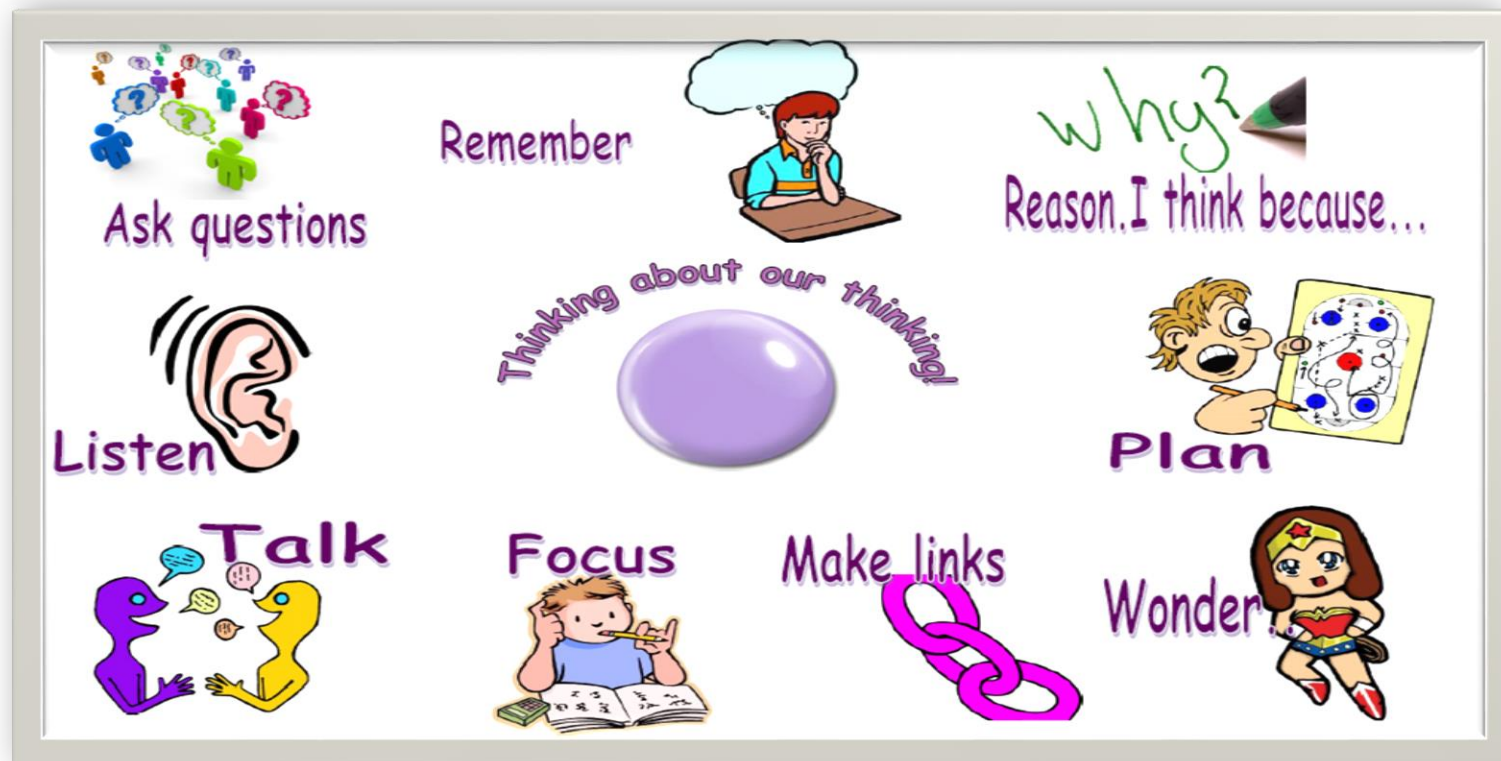 Ask questions
Remember
why?
Reason.I think because...
Thinking about our thinking!
Listen
Plan
Talk
Focus
Make links
Wonder..